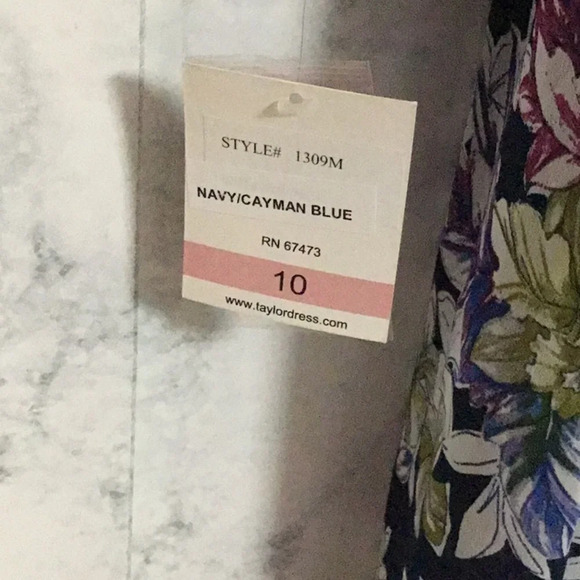 STYLE# 1309M
NAVY/CAYMAN BLUE
RN 67473
10
www.taylordress.com